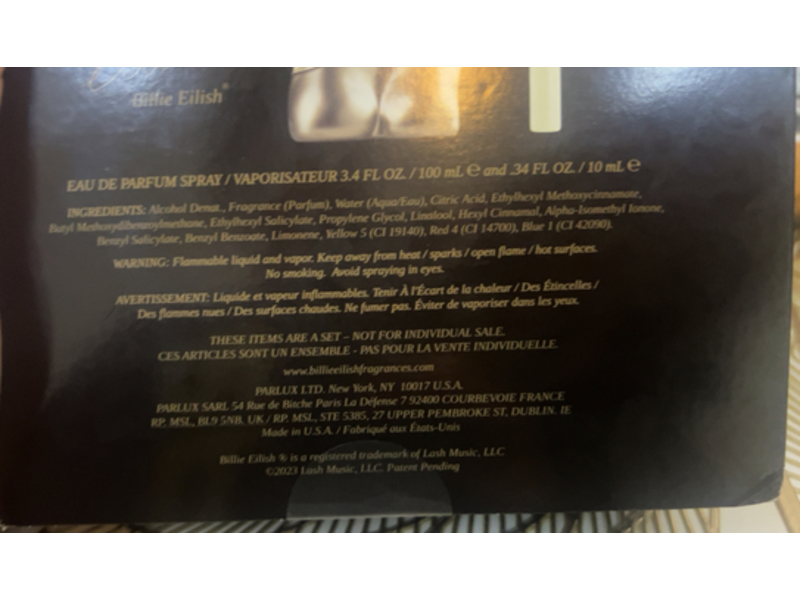 Billie Eilish®
EAU DE PARFUM SPRAY / VAPORISATEUR 3.4 FL OZ. / 100 mL ℮ and .34 FL OZ. / 10 mL ℮
INGREDIENTS: Alcohol Denat., Fragrance (Parfum), Water (Aqua/Eau), Citric Acid, Ethylhexyl Methoxycinnamate,
Butyl Methoxydibenzoylmethane, Ethylhexyl Salicylate, Propylene Glycol, Linalool, Hexyl Cinnamal, Alpha-Isomethyl Ionone,
Benzyl Salicylate, Benzyl Benzoate, Limonene, Yellow 5 (CI 19140), Red 4 (CI 14700), Blue 1 (CI 42090).
WARNING: Flammable liquid and vapor. Keep away from heat / sparks / open flame / hot surfaces.
No smoking. Avoid spraying in eyes.
AVERTISSEMENT: Liquide et vapeur inflammables. Tenir À l'Écart de la chaleur / Des Étincelles /
Des flammes nues / Des surfaces chaudes. Ne fumer pas. Éviter de vaporiser dans les yeux.
THESE ITEMS ARE A SET – NOT FOR INDIVIDUAL SALE.
CES ARTICLES SONT UN ENSEMBLE - PAS POUR LA VENTE INDIVIDUELLE.
www.billieeilishfragrances.com
PARLUX LTD. New York, NY 10017 U.S.A.
PARLUX SARL 54 Rue de Bitche Paris La Défense 7 92400 COURBEVOIE FRANCE
RP. MSL, BL9 5NB. UK / RP. MSL, STE 5385, 27 UPPER PEMBROKE ST, DUBLIN. IE
Made in U.S.A. / Fabriqué aux États-Unis
Billie Eilish ® is a registered trademark of Lash Music, LLC
©2023 Lash Music, LLC. Patent Pending